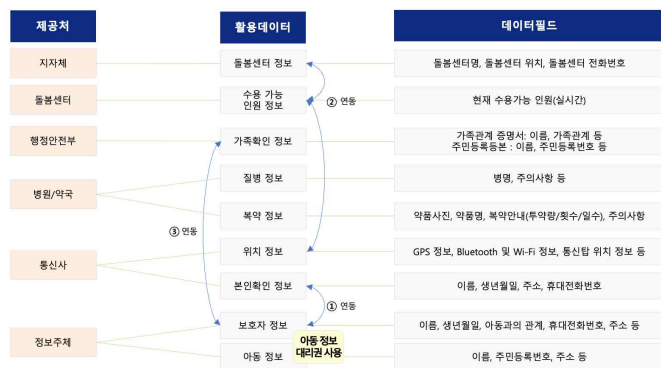 제공처
활용데이터
데이터필드
지자체
돌봄센터 정보
돌봄센터명, 돌봄센터 위치, 돌봄센터 전화번호
② 연동
돌봄센터
수용 가능
인원 정보
현재 수용가능 인원(실시간)
행정안전부
가족확인 정보
가족관계 증명서: 이름, 가족관계 등
주민등록등본 : 이름, 주민등록번호 등
병원/약국
질병 정보
병명, 주의사항 등
복약 정보
약품사진, 약품명, 복약안내(투약량/횟수/일수), 주의사항
③ 연동
통신사
위치 정보
GPS 정보, Bluetooth 및 Wi-Fi 정보, 통신탑 위치 정보 등
본인확인 정보
이름, 생년월일, 주소, 휴대전화번호
① 연동
정보주체
보호자 정보
이름, 생년월일, 아동과의 관계, 휴대전화번호, 주소 등
아동 정보
대리권 사용
아동 정보
이름, 주민등록번호, 주소 등